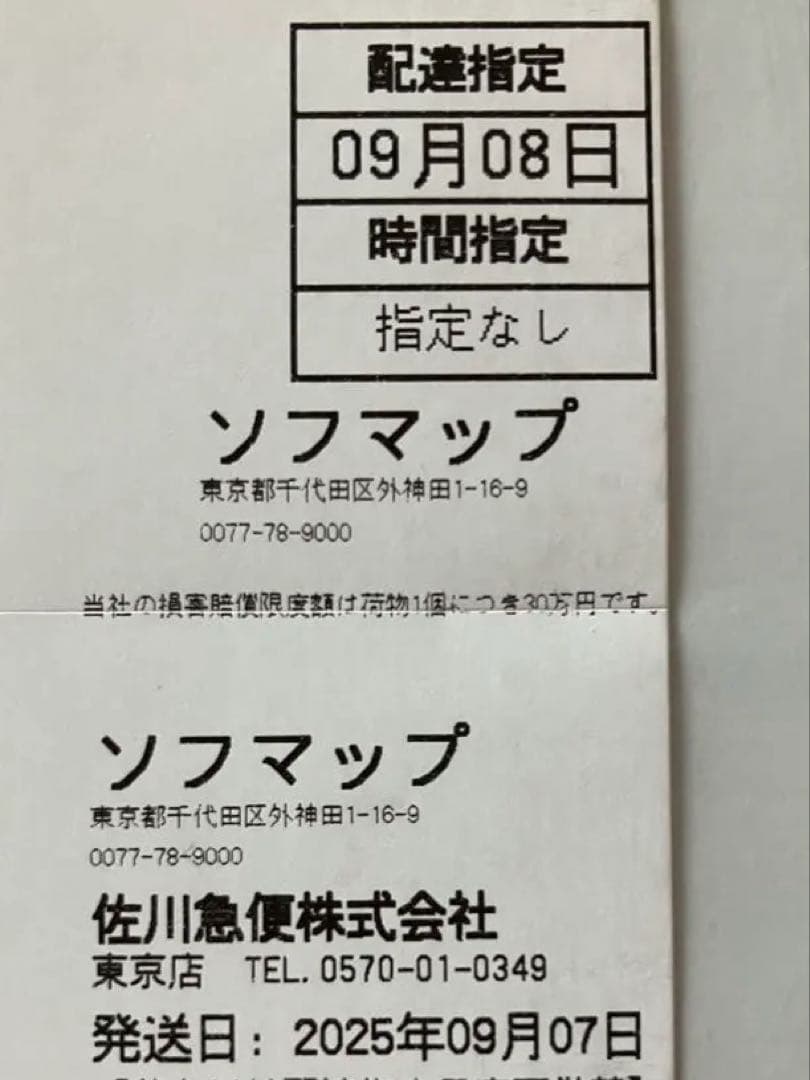 配達指定
09月08日
時間指定
指定なし
ソフマップ
東京都千代田区外神田1-16-9
0077-78-9000
当社の損害賠償限度額は荷物1個につき30万円です。
ソフマップ
東京都千代田区外神田1-16-9
0077-78-9000
佐川急便株式会社
東京店 TEL.0570-01-0349
発送日: 2025年09月07日